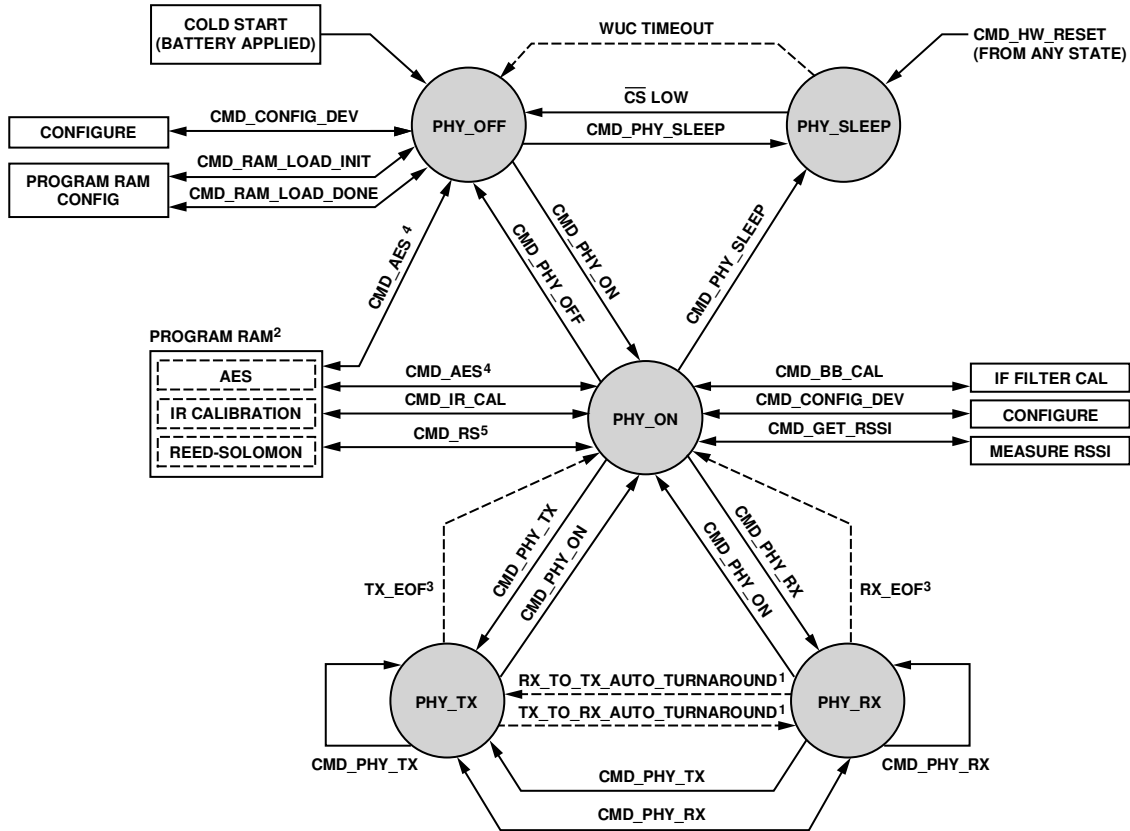 COLD START
(BATTERY APPLIED)
WUC TIMEOUT
CMD_HW_RESET
(FROM ANY STATE)
CS LOW
CMD_CONFIG_DEV
CONFIGURE
PHY_OFF
CMD_PHY_SLEEP
PHY_SLEEP
CMD_RAM_LOAD_INIT
PROGRAM RAM
CONFIG
CMD_RAM_LOAD_DONE
CMD_AES 4
CMD_PHY_OFF
CMD_PHY_ON
CMD_PHY_SLEEP
PROGRAM RAM2
AES
IR CALIBRATION
REED-SOLOMON
CMD_AES4
CMD_IR_CAL
CMD_RS5
PHY_ON
CMD_BB_CAL
CMD_CONFIG_DEV
CMD_GET_RSSI
IF FILTER CAL
CONFIGURE
MEASURE RSSI
TX_EOF3
CMD_PHY_TX
CMD_PHY_ON
CMD_PHY_ON
CMD_PHY_RX
RX_EOF3
PHY_TX
RX_TO_TX_AUTO_TURNAROUND1
TX_TO_RX_AUTO_TURNAROUND1
PHY_RX
CMD_PHY_TX
CMD_PHY_TX
CMD_PHY_RX
CMD_PHY_RX